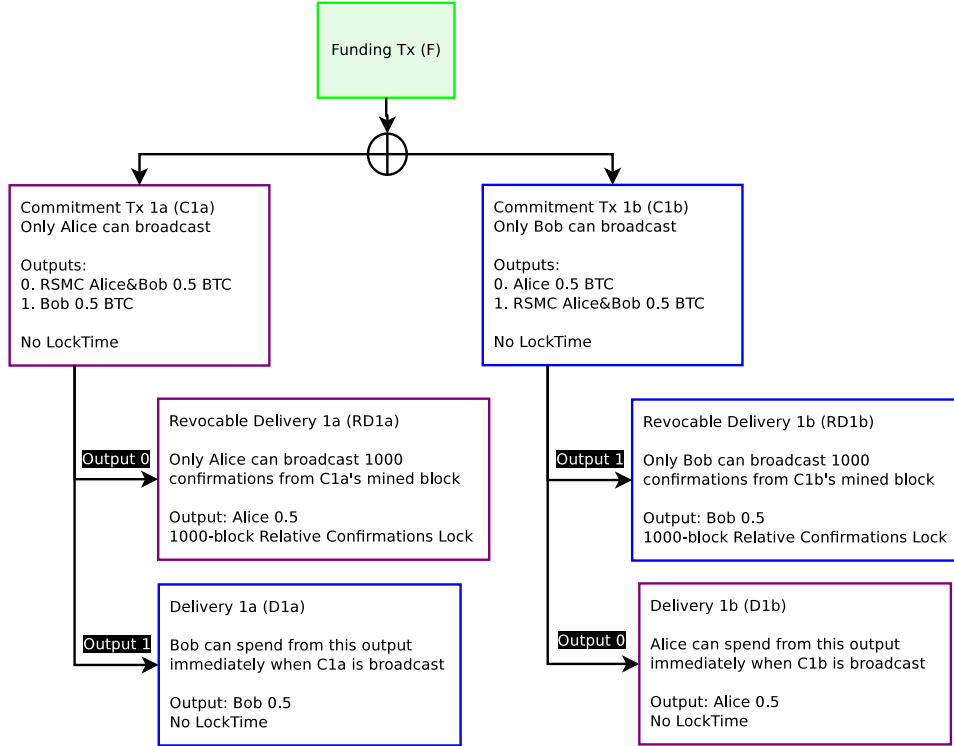 Funding Tx (F)
Commitment Tx 1a (C1a)
Only Alice can broadcast
Outputs:
0. RSMC Alice&Bob 0.5 BTC
1. Bob 0.5 BTC
No LockTime
Commitment Tx 1b (C1b)
Only Bob can broadcast
Outputs:
0. Alice 0.5 BTC
1. RSMC Alice&Bob 0.5 BTC
No LockTime
Output 0
Revocable Delivery 1a (RD1a)
Only Alice can broadcast 1000
confirmations from C1a's mined block
Output: Alice 0.5
1000-block Relative Confirmations Lock
Output 1
Revocable Delivery 1b (RD1b)
Only Bob can broadcast 1000
confirmations from C1b's mined block
Output: Bob 0.5
1000-block Relative Confirmations Lock
Output 1
Delivery 1a (D1a)
Bob can spend from this output
immediately when C1a is broadcast
Output: Bob 0.5
No LockTime
Output 0
Delivery 1b (D1b)
Alice can spend from this output
immediately when C1b is broadcast
Output: Alice 0.5
No LockTime